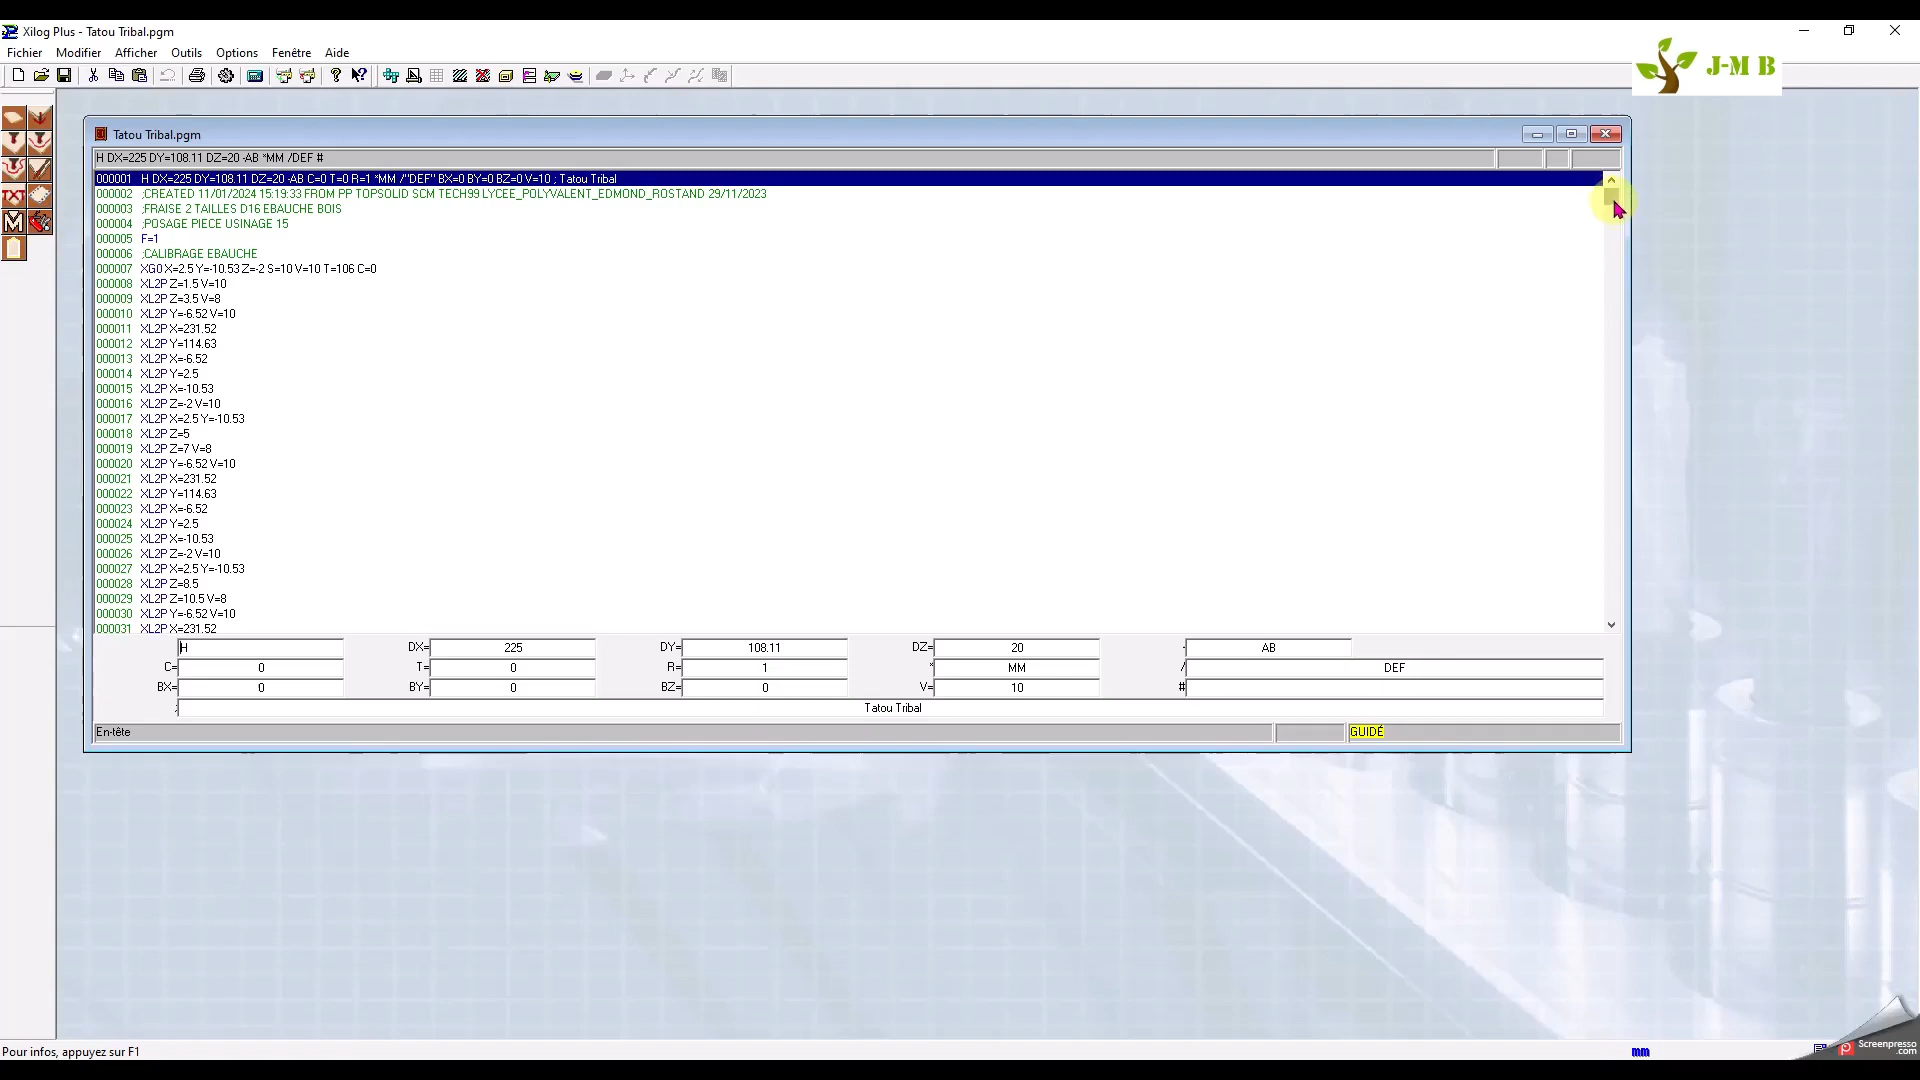 Xilog Plus - Tatou Tribal.pgm
Fichier Modifier Afficher Outils Options Fenêtre Aide
J-M B
TXT
M
Tatou Tribal.pgm
H DX=225 DY=108.11 DZ=20 -AB *MM /DEF #
000001 H DX=225 DY=108.11 DZ=20 -AB C=0 T=0 R=1 *MM /"DEF" BX=0 BY=0 BZ=0 V=10 ; Tatou Tribal
000002 ;CREATED 11/01/2024 15:19:33 FROM PP TOPSOLID SCM TECH99 LYCEE_POLYVALENT_EDMOND_ROSTAND 29/11/2023
000003 ;FRAISE 2 TAILLES D16 EBAUCHE BOIS
000004 ;POSAGE PIECE USINAGE 15
000005 F=1
000006 ;CALIBRAGE EBAUCHE
000007 XG0 X=2.5 Y=-10.53 Z=-2 S=10 V=10 T=106 C=0
000008 XL2P Z=1.5 V=10
000009 XL2P Z=3.5 V=8
000010 XL2P Y=-6.52 V=10
000011 XL2P X=231.52
000012 XL2P Y=114.63
000013 XL2P X=-6.52
000014 XL2P Y=2.5
000015 XL2P X=-10.53
000016 XL2P Z=-2 V=10
000017 XL2P X=2.5 Y=-10.53
000018 XL2P Z=5
000019 XL2P Z=7 V=8
000020 XL2P Y=-6.52 V=10
000021 XL2P X=231.52
000022 XL2P Y=114.63
000023 XL2P X=-6.52
000024 XL2P Y=2.5
000025 XL2P X=-10.53
000026 XL2P Z=-2 V=10
000027 XL2P X=2.5 Y=-10.53
000028 XL2P Z=8.5
000029 XL2P Z=10.5 V=8
000030 XL2P Y=-6.52 V=10
000031 XL2P X=231.52
H DX= 225 DY= 108.11 DZ= 20 - AB
C= 0 T= 0 R= 1 * MM / DEF
BX= 0 BY= 0 BZ= 0 V= 10 #
; Tatou Tribal
En-tête GUIDÉ
Pour infos, appuyez sur F1 mm
Screenpresso
.com